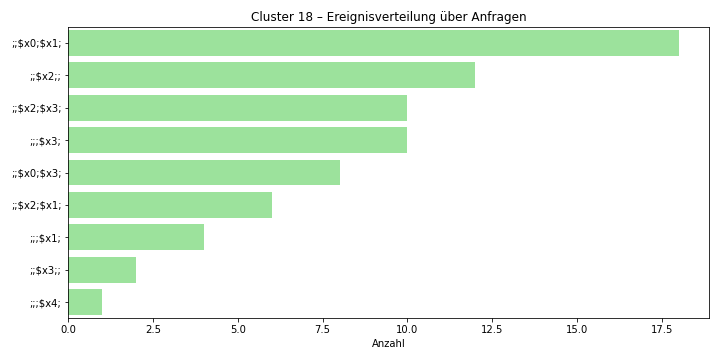 Cluster 18 – Ereignisverteilung über Anfragen
;;$x0;$x1;
;;$x2;;
;;$x2;$x3;
;;;$x3;
;;$x0;$x3;
;;$x2;$x1;
;;;$x1;
;;$x3;;
;;;$x4;
0.0 2.5 5.0 7.5 10.0 12.5 15.0 17.5
Anzahl